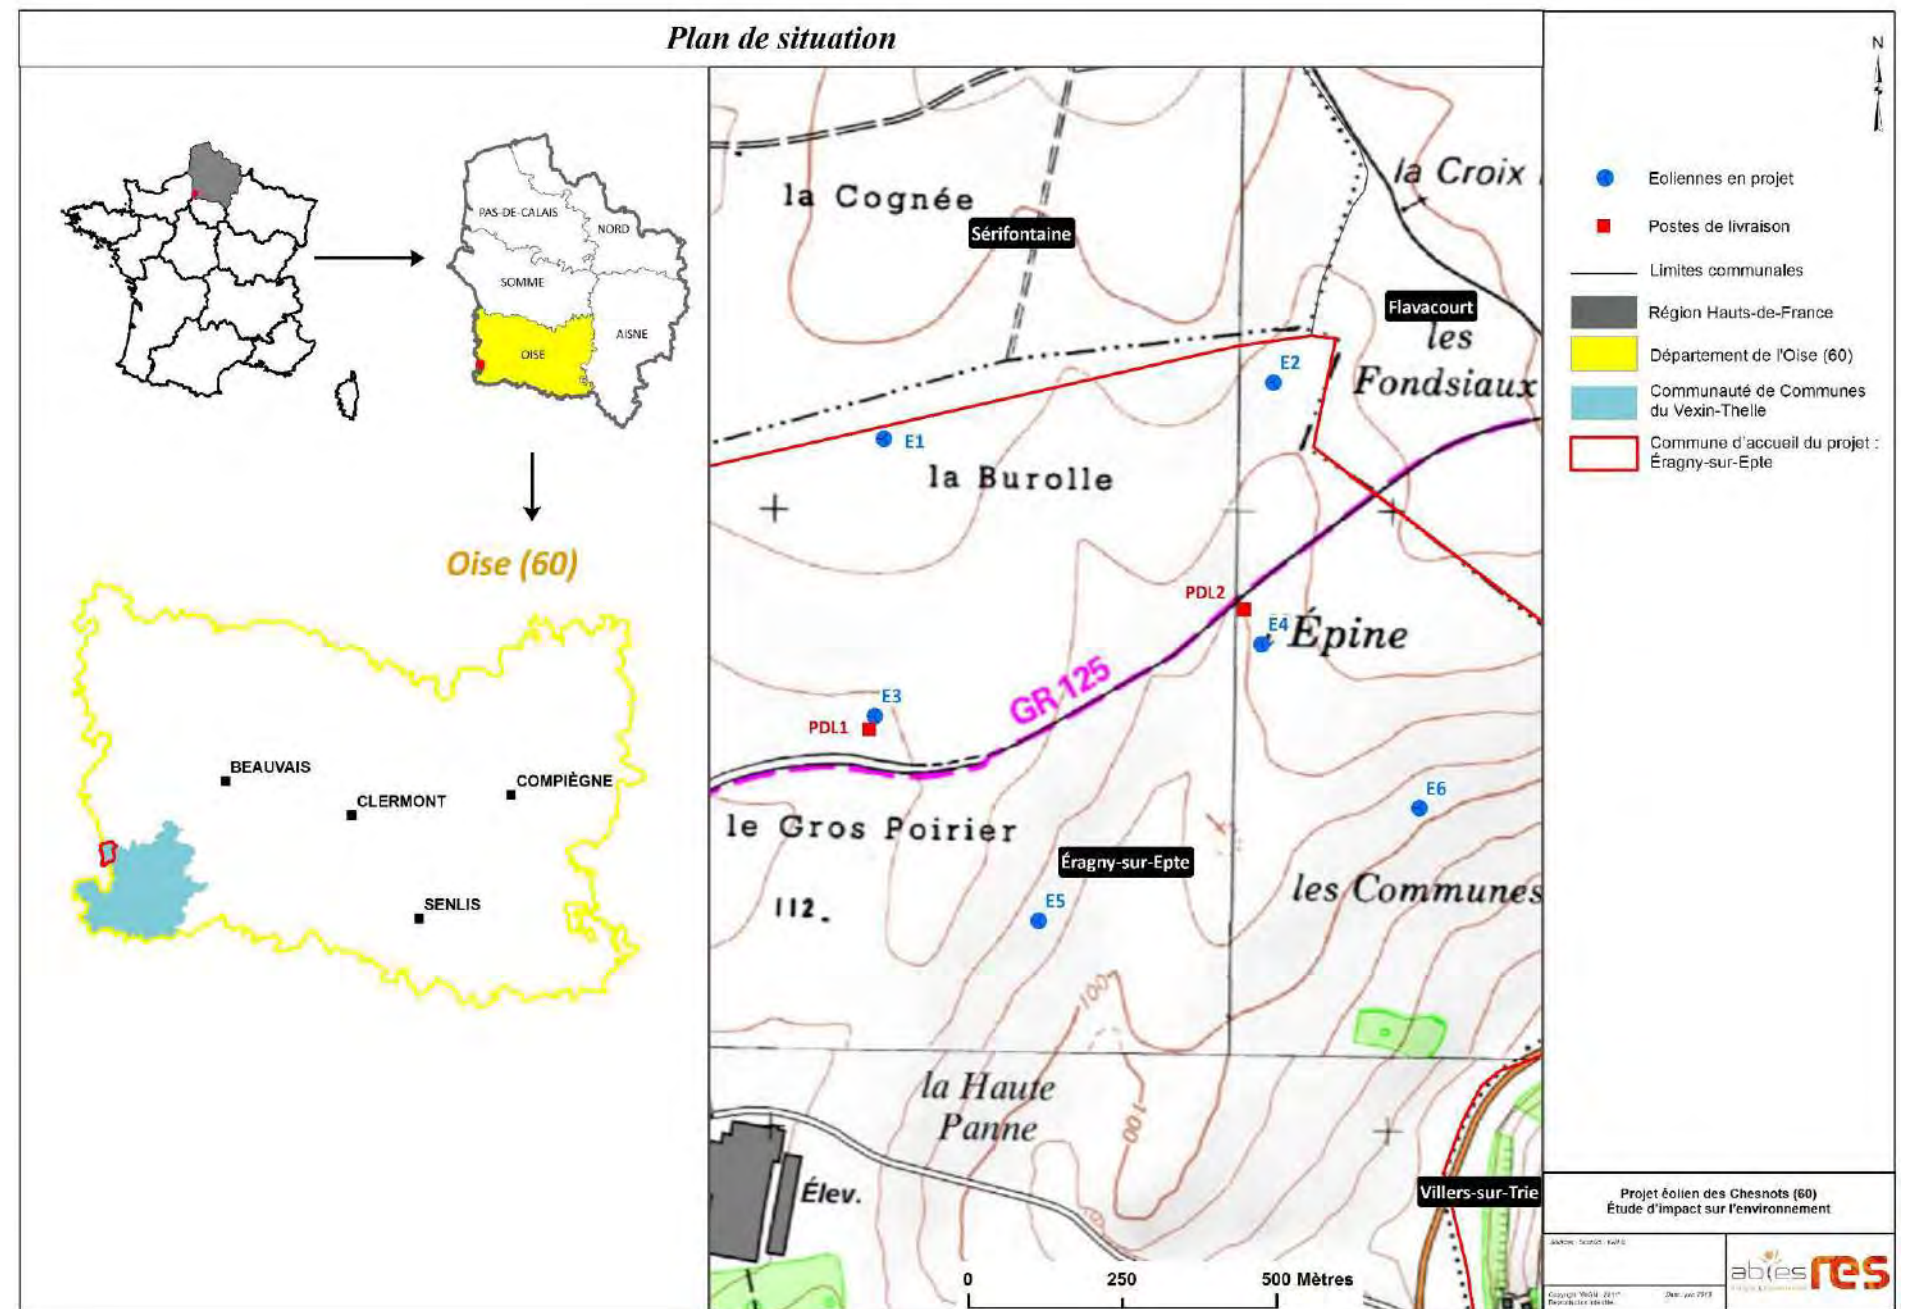 Plan de situation
N
PAS-DE-CALAIS
NORD
SOMME
AISNE
OISE
Oise (60)
BEAUVAIS
CLERMONT
COMPIÈGNE
SENLIS
la Cognée
la Croix
Sérifontaine
Flavacourt
les
Fondsiaux
E2
E1
la Burolle
PDL2
E4
Épine
GR 125
E3
PDL1
E6
le Gros Poirier
Éragny-sur-Epte
les Communes
112.
E5
100
la Haute
Panne
100
Élev.
Villers-sur-Trie
0 250 500 Mètres
Eoliennes en projet
Postes de livraison
Limites communales
Région Hauts-de-France
Département de l'Oise (60)
Communauté de Communes
du Vexin-Thelle
Commune d'accueil du projet :
Éragny-sur-Epte
Projet éolien des Chesnots (60)
Étude d'impact sur l'environnement
abies
res